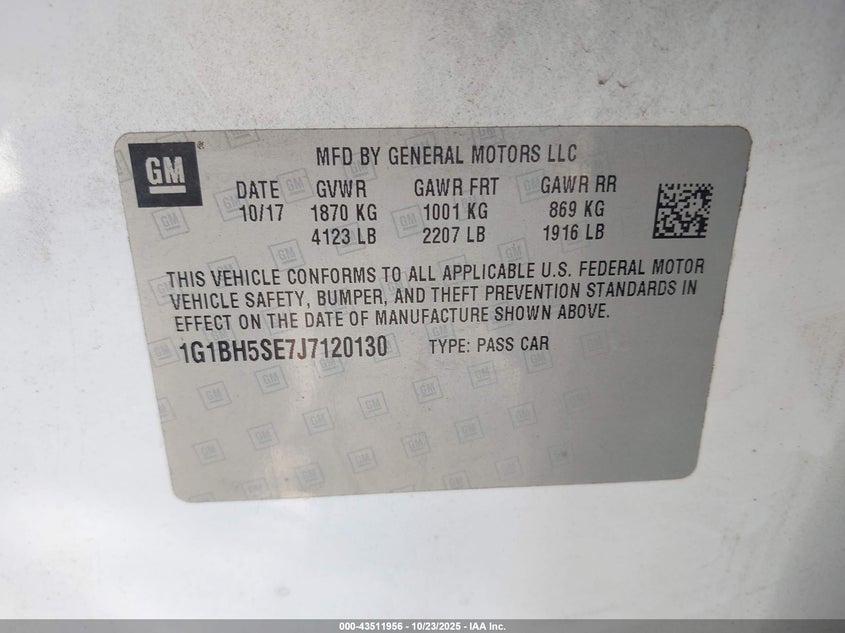 GM
MFD BY GENERAL MOTORS LLC
DATE GVWR GAWR FRT GAWR RR
10/17 1870 KG 1001 KG 869 KG
4123 LB 2207 LB 1916 LB
THIS VEHICLE CONFORMS TO ALL APPLICABLE U.S. FEDERAL MOTOR
VEHICLE SAFETY, BUMPER, AND THEFT PREVENTION STANDARDS IN
EFFECT ON THE DATE OF MANUFACTURE SHOWN ABOVE.
1G1BH5SE7J7120130 TYPE: PASS CAR
000-43511956 - 10/23/2025 - IAA Inc.